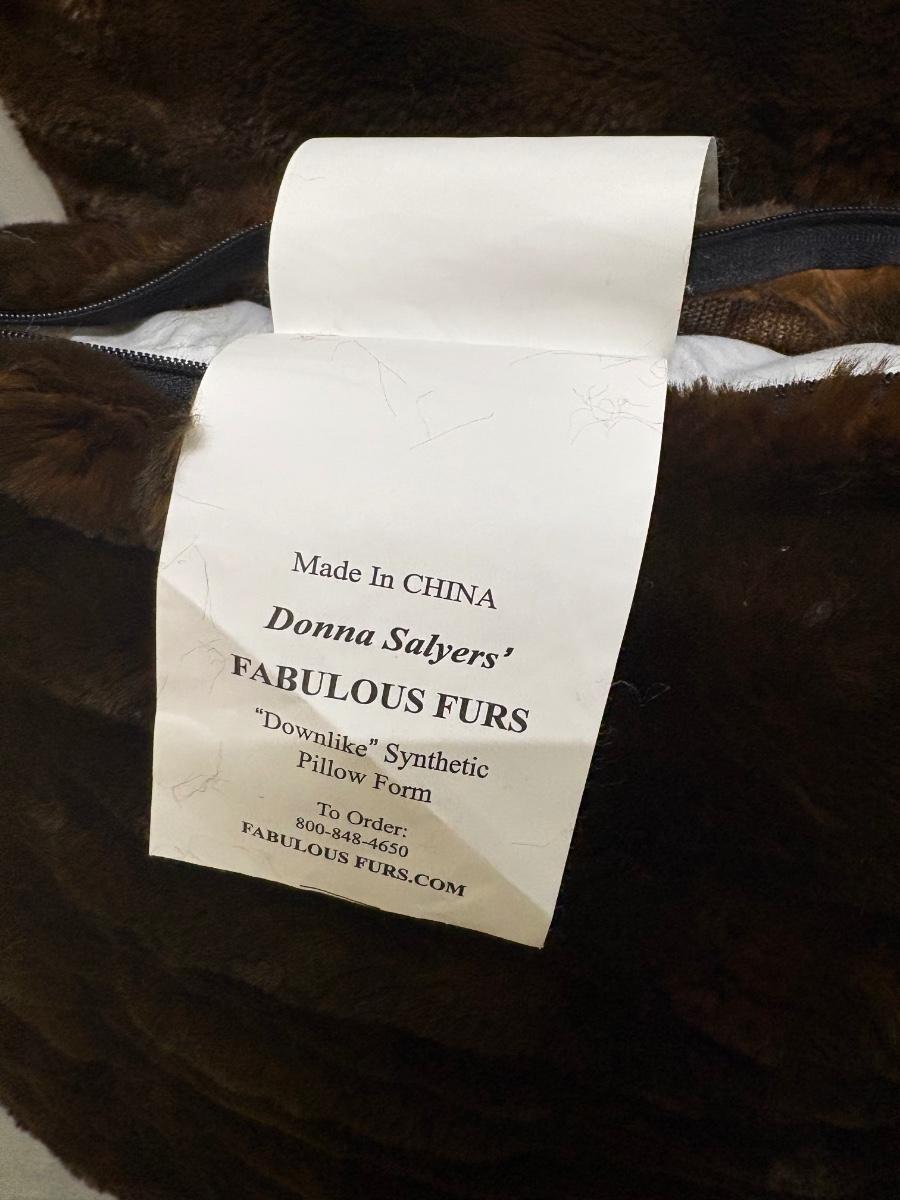 Made In CHINA
Donna Salyers’
FABULOUS FURS
“Downlike” Synthetic
Pillow Form
To Order:
800-848-4650
FABULOUS FURS.COM